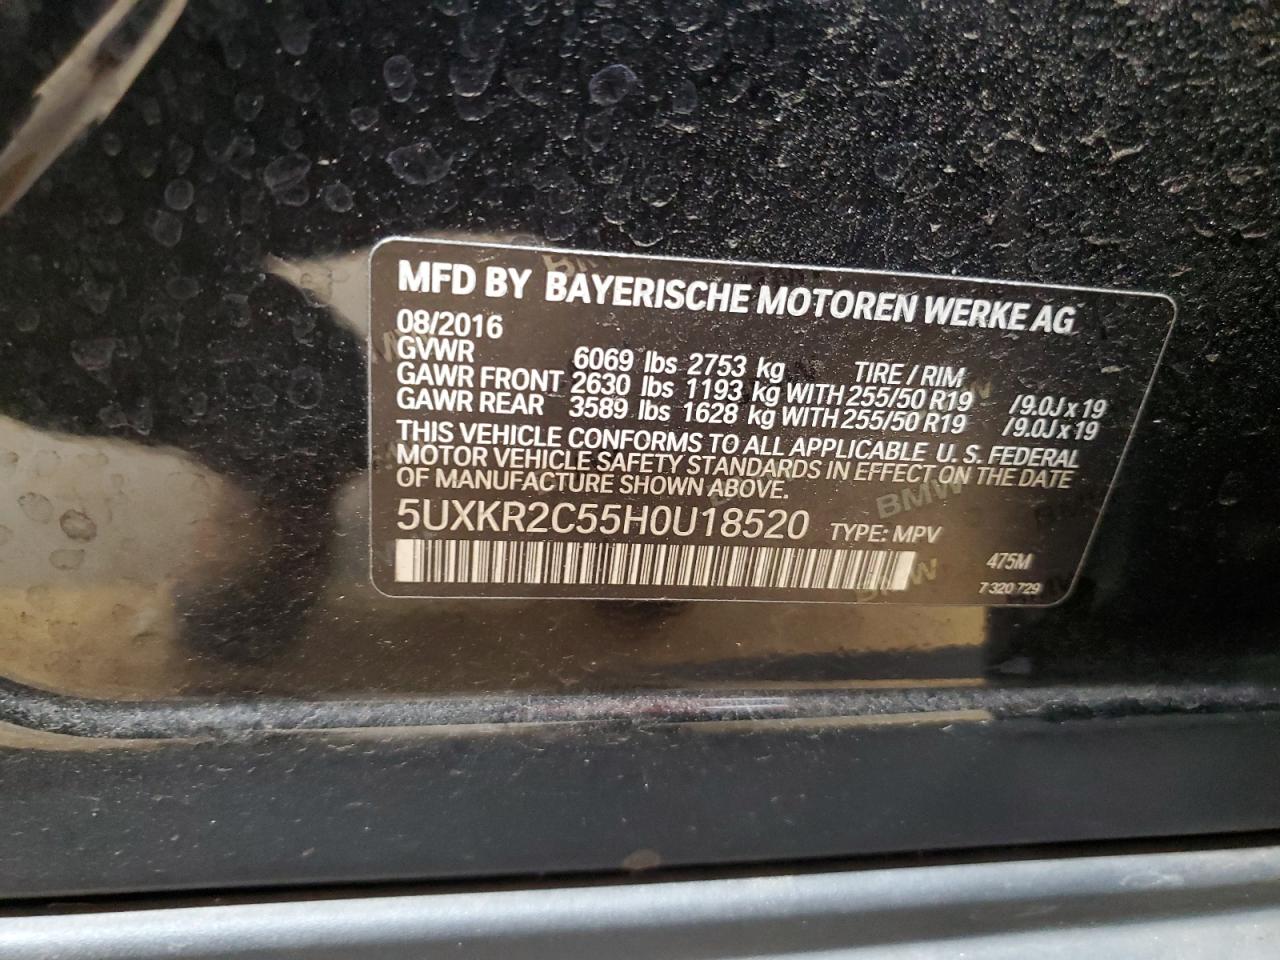 MFD BY BAYERISCHE MOTOREN WERKE AG
08/2016
GVWR 6069 lbs 2753 kg TIRE / RIM
GAWR FRONT 2630 lbs 1193 kg WITH 255/50 R19 /9.0J x 19
GAWR REAR 3589 lbs 1628 kg WITH 255/50 R19 /9.0J x 19
THIS VEHICLE CONFORMS TO ALL APPLICABLE U. S. FEDERAL
MOTOR VEHICLE SAFETY STANDARDS IN EFFECT ON THE DATE
OF MANUFACTURE SHOWN ABOVE.
5UXKR2C55H0U18520 TYPE: MPV
475M
7 320 729